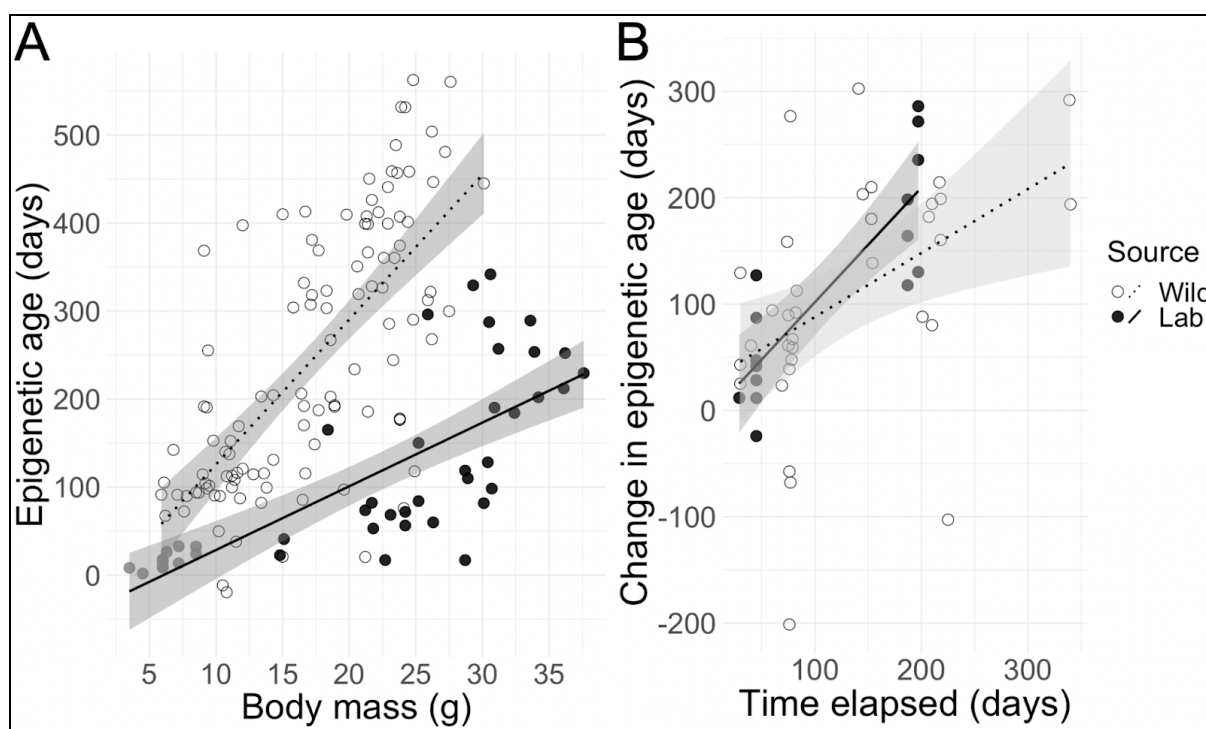 A
B
Epigenetic age (days)
500
400
300
200
100
0
5 10 15 20 25 30 35
Body mass (g)
Change in epigenetic age (days)
300
200
100
0
-100
-200
100 200 300
Time elapsed (days)
Source
Wild
Lab